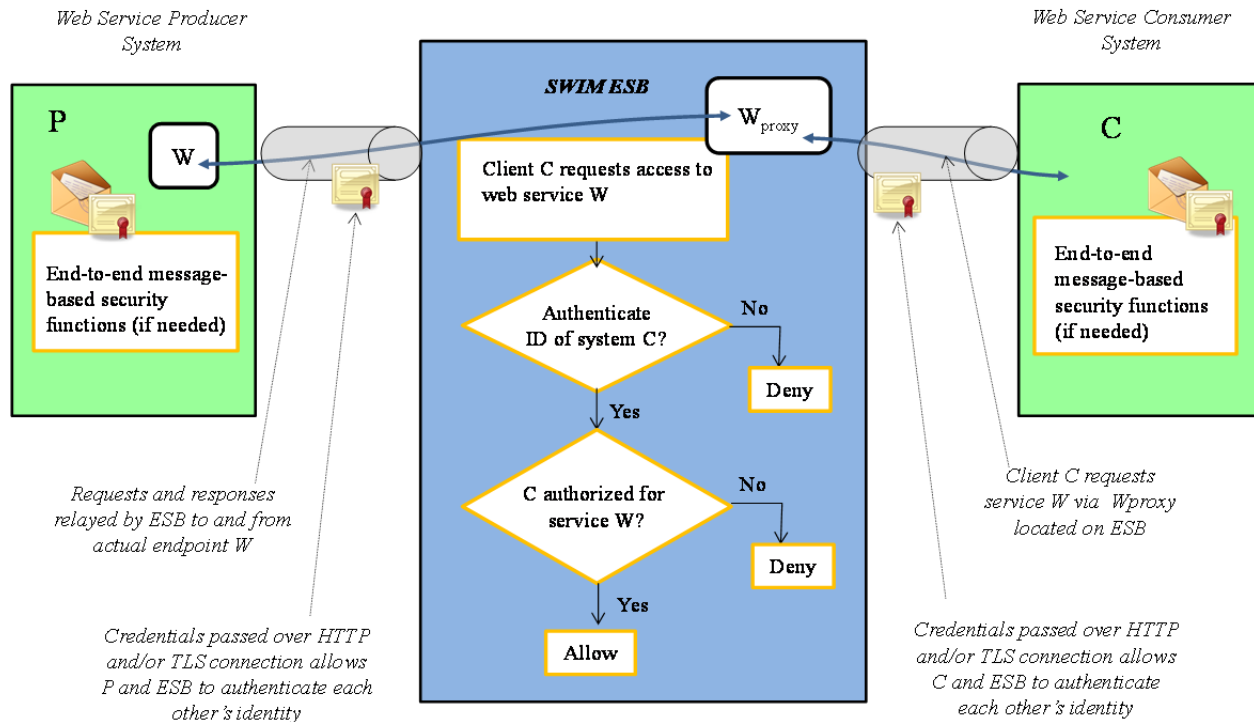 Web Service Producer
System
Web Service Consumer
System
P
W
SWIM ESB
W proxy
C
Client C requests access to
web service W
End-to-end message-
based security
functions (if needed)
End-to-end
message-based
security functions
(if needed)
Authenticate
ID of system C?
No
Deny
Yes
C authorized for
service W?
No
Deny
Yes
Allow
Requests and responses
relayed by ESB to and from
actual endpoint W
Client C requests
service W via Wproxy
located on ESB
Credentials passed over HTTP
and/or TLS connection allows
P and ESB to authenticate each
other's identity
Credentials passed over HTTP
and/or TLS connection allows
C and ESB to authenticate
each other's identity